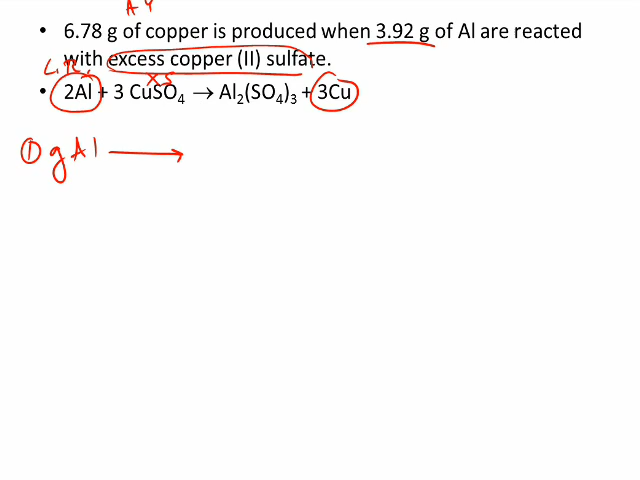 A Y
• 6.78 g of copper is produced when 3.92 g of Al are reacted
with excess copper (II) sulfate.
L.R.
xs
• 2Al + 3 CuSO₄ → Al₂(SO₄)₃ + 3Cu
① g Al ⟶